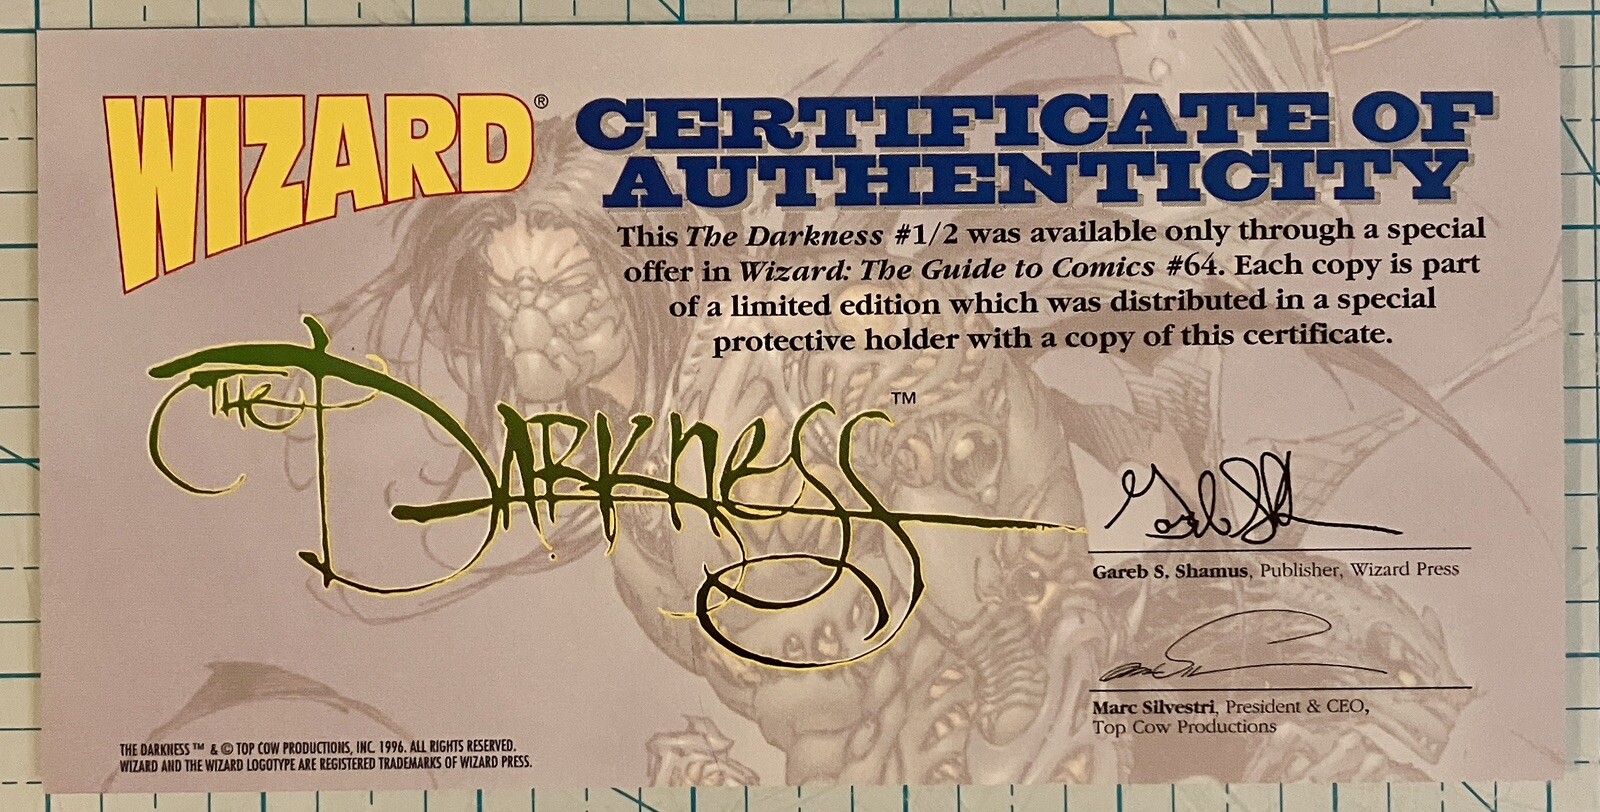 WIZARD®
CERTIFICATE OF
AUTHENTICITY
This The Darkness #1/2 was available only through a special
offer in Wizard: The Guide to Comics #64. Each copy is part
of a limited edition which was distributed in a special
protective holder with a copy of this certificate.
THE DARKNESS™
Gareb S. Shamus, Publisher, Wizard Press
Marc Silvestri, President & CEO,
Top Cow Productions
THE DARKNESS™ & © TOP COW PRODUCTIONS, INC. 1996. ALL RIGHTS RESERVED.
WIZARD AND THE WIZARD LOGOTYPE ARE REGISTERED TRADEMARKS OF WIZARD PRESS.